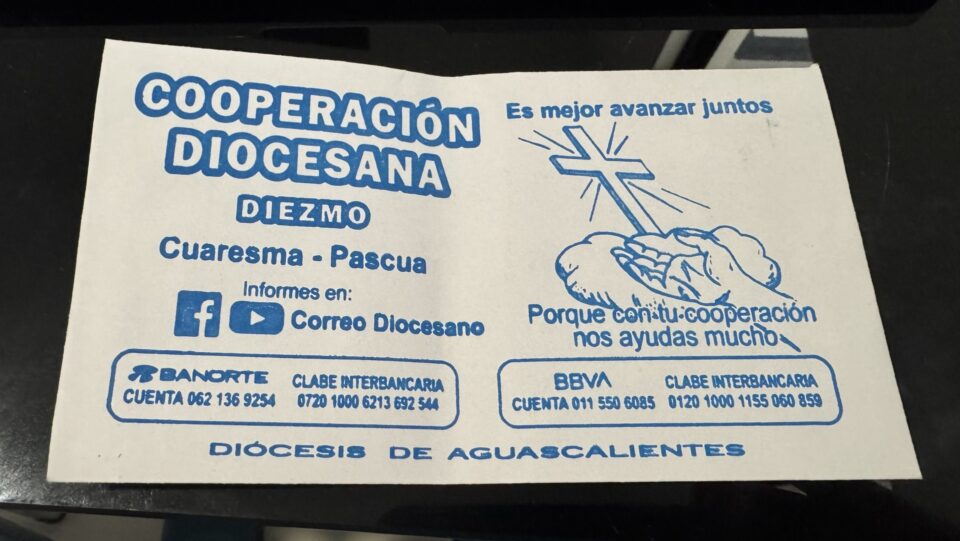 COOPERACIÓN
DIOCESANA
DIEZMO
Cuaresma - Pascua
Informes en:
Correo Diocesano
BANORTE
CLABE INTERBANCARIA
CUENTA 062 136 9254
0720 1000 6213 692 544
Es mejor avanzar juntos
Porque con tu cooperación
nos ayudas mucho
BBVA
CLABE INTERBANCARIA
CUENTA 011 550 6085
0120 1000 1155 060 859
DIÓCESIS DE AGUASCALIENTES